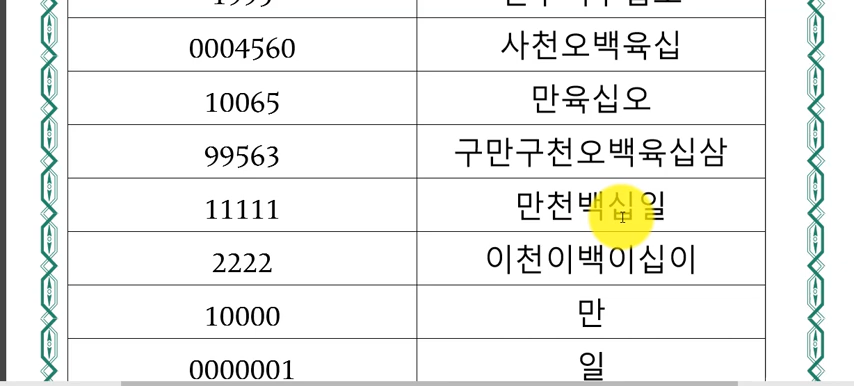 0004560 사천오백육십
10065 만육십오
99563 구만구천오백육십삼
11111 만천백십일
2222 이천이백이십이
10000 만
0000001 일